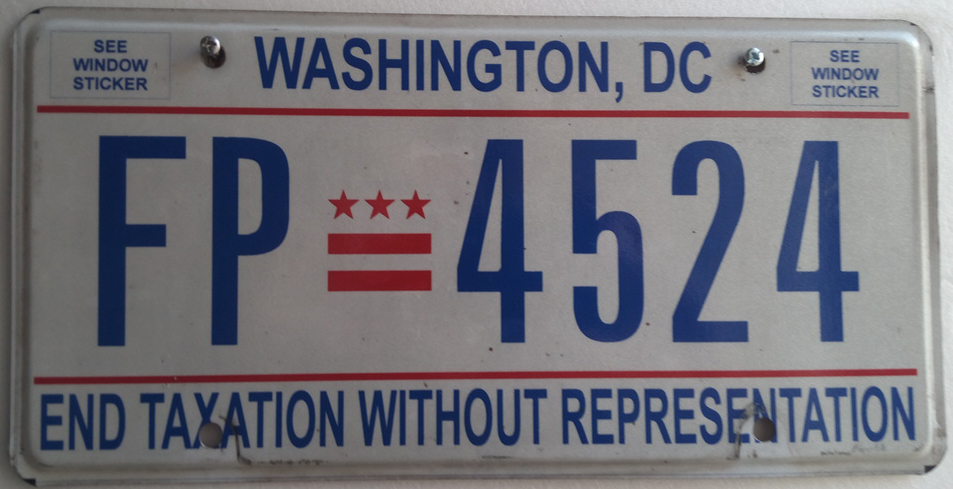 SEE
WINDOW
STICKER
WASHINGTON, DC
SEE
WINDOW
STICKER
FP 4524
END TAXATION WITHOUT REPRESENTATION